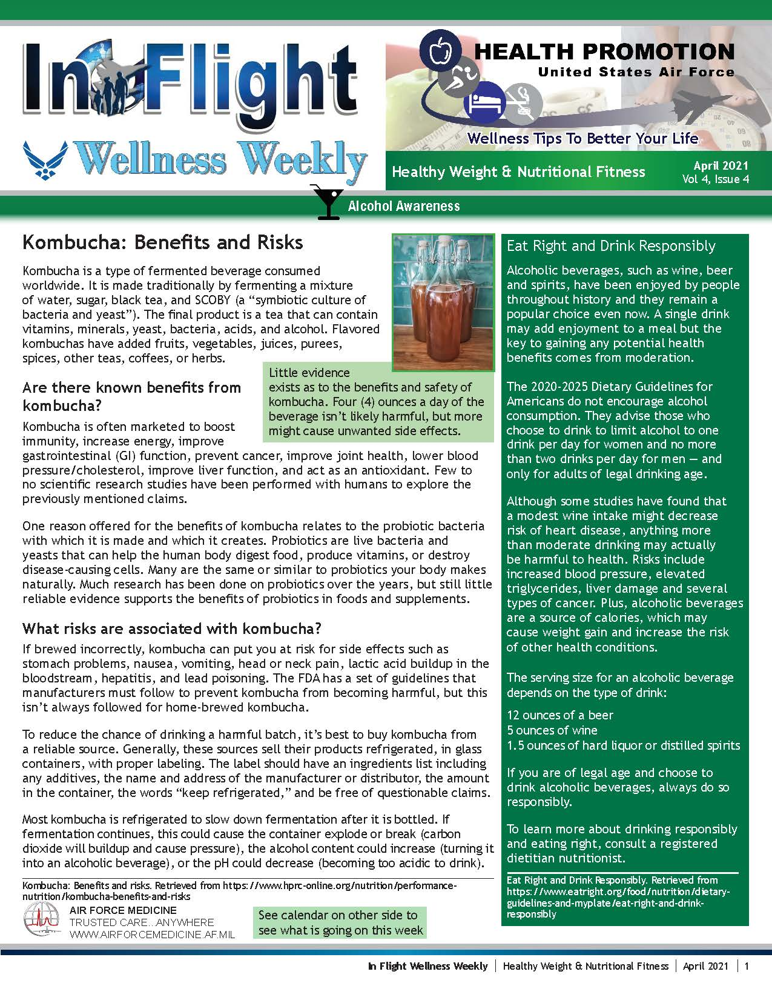 In Flight
Wellness Weekly
HEALTH PROMOTION
United States Air Force
Wellness Tips To Better Your Life
Healthy Weight & Nutritional Fitness
April 2021
Vol 4, Issue 4
Alcohol Awareness
Kombucha: Benefits and Risks
Kombucha is a type of fermented beverage consumed
worldwide. It is made traditionally by fermenting a mixture
of water, sugar, black tea, and SCOBY (a “symbiotic culture of
bacteria and yeast”). The final product is a tea that can contain
vitamins, minerals, yeast, bacteria, acids, and alcohol. Flavored
kombuchas have added fruits, vegetables, juices, purees,
spices, other teas, coffees, or herbs.
Little evidence
exists as to the benefits and safety of
kombucha. Four (4) ounces a day of the
beverage isn’t likely harmful, but more
might cause unwanted side effects.
Are there known benefits from
kombucha?
Kombucha is often marketed to boost
immunity, increase energy, improve
gastrointestinal (GI) function, prevent cancer, improve joint health, lower blood
pressure/cholesterol, improve liver function, and act as an antioxidant. Few to
no scientific research studies have been performed with humans to explore the
previously mentioned claims.
One reason offered for the benefits of kombucha relates to the probiotic bacteria
with which it is made and which it creates. Probiotics are live bacteria and
yeasts that can help the human body digest food, produce vitamins, or destroy
disease-causing cells. Many are the same or similar to probiotics your body makes
naturally. Much research has been done on probiotics over the years, but still little
reliable evidence supports the benefits of probiotics in foods and supplements.
What risks are associated with kombucha?
If brewed incorrectly, kombucha can put you at risk for side effects such as
stomach problems, nausea, vomiting, head or neck pain, lactic acid buildup in the
bloodstream, hepatitis, and lead poisoning. The FDA has a set of guidelines that
manufacturers must follow to prevent kombucha from becoming harmful, but this
isn’t always followed for home-brewed kombucha.
To reduce the chance of drinking a harmful batch, it’s best to buy kombucha from
a reliable source. Generally, these sources sell their products refrigerated, in glass
containers, with proper labeling. The label should have an ingredients list including
any additives, the name and address of the manufacturer or distributor, the amount
in the container, the words “keep refrigerated,” and be free of questionable claims.
Most kombucha is refrigerated to slow down fermentation after it is bottled. If
fermentation continues, this could cause the container explode or break (carbon
dioxide will buildup and cause pressure), the alcohol content could increase (turning it
into an alcoholic beverage), or the pH could decrease (becoming too acidic to drink).
Kombucha: Benefits and risks. Retrieved from https://www.hprc-online.org/nutrition/performance-
nutrition/kombucha-benefits-and-risks
AIR FORCE MEDICINE
TRUSTED CARE...ANYWHERE
WWW.AIRFORCEMEDICINE.AF.MIL
See calendar on other side to
see what is going on this week
Eat Right and Drink Responsibly
Alcoholic beverages, such as wine, beer
and spirits, have been enjoyed by people
throughout history and they remain a
popular choice even now. A single drink
may add enjoyment to a meal but the
key to gaining any potential health
benefits comes from moderation.
The 2020-2025 Dietary Guidelines for
Americans do not encourage alcohol
consumption. They advise those who
choose to drink to limit alcohol to one
drink per day for women and no more
than two drinks per day for men — and
only for adults of legal drinking age.
Although some studies have found that
a modest wine intake might decrease
risk of heart disease, anything more
than moderate drinking may actually
be harmful to health. Risks include
increased blood pressure, elevated
triglycerides, liver damage and several
types of cancer. Plus, alcoholic beverages
are a source of calories, which may
cause weight gain and increase the risk
of other health conditions.
The serving size for an alcoholic beverage
depends on the type of drink:
12 ounces of a beer
5 ounces of wine
1.5 ounces of hard liquor or distilled spirits
If you are of legal age and choose to
drink alcoholic beverages, always do so
responsibly.
To learn more about drinking responsibly
and eating right, consult a registered
dietitian nutritionist.
Eat Right and Drink Responsibly. Retrieved from
https://www.eatright.org/food/nutrition/dietary-
guidelines-and-myplate/eat-right-and-drink-
responsibly
In Flight Wellness Weekly | Healthy Weight & Nutritional Fitness | April 2021 | 1